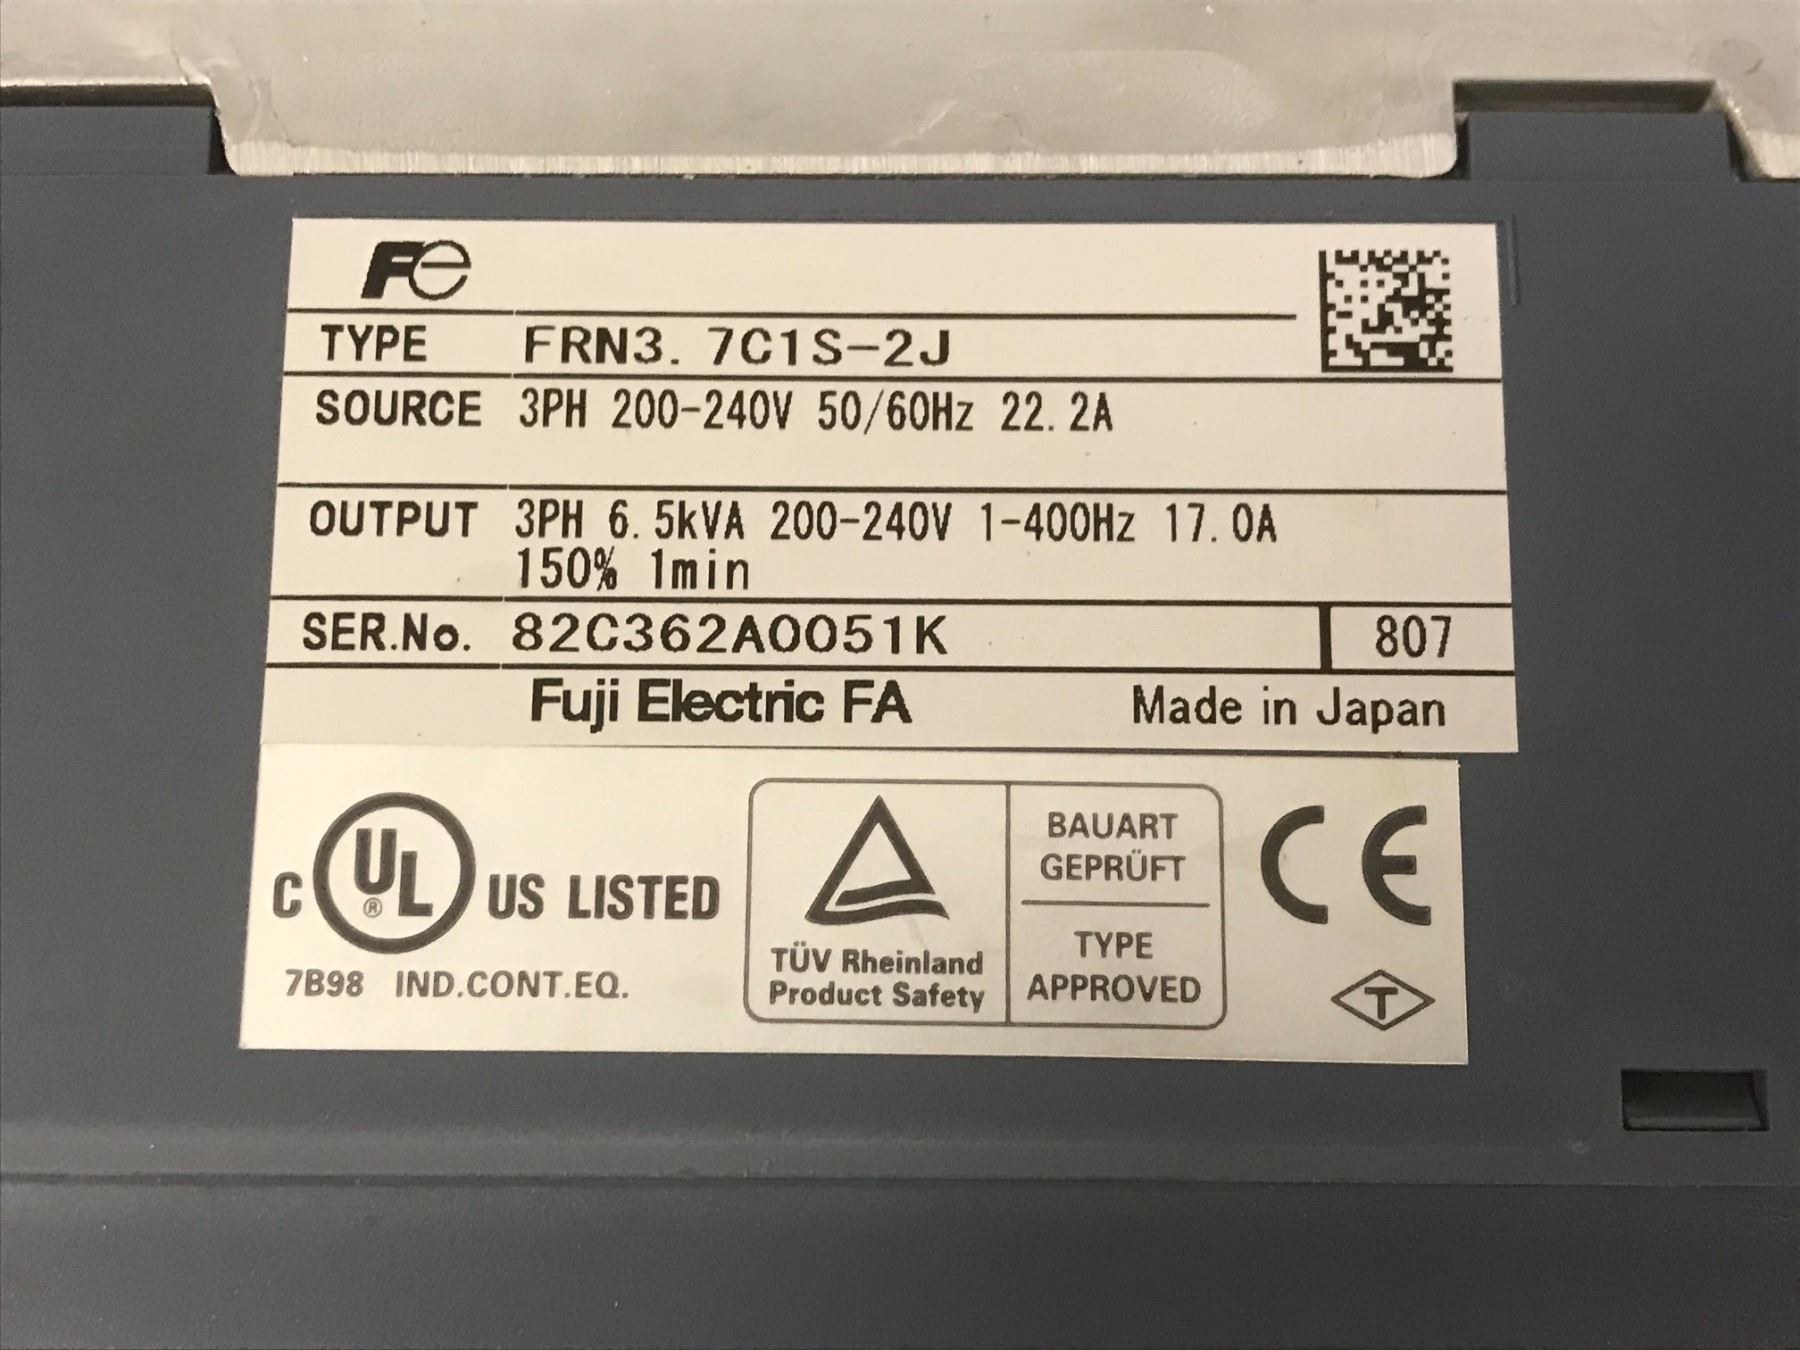 Fe
TYPE FRN3. 7C1S-2J
SOURCE 3PH 200-240V 50/60Hz 22. 2A
OUTPUT 3PH 6. 5kVA 200-240V 1-400Hz 17. 0A
150% 1min
SER.No. 82C362A0051K 807
Fuji Electric FA Made in Japan
C UL ® US LISTED
7B98 IND.CONT.EQ.
TÜV Rheinland
Product Safety
BAUART
GEPRÜFT
TYPE
APPROVED
CE
T